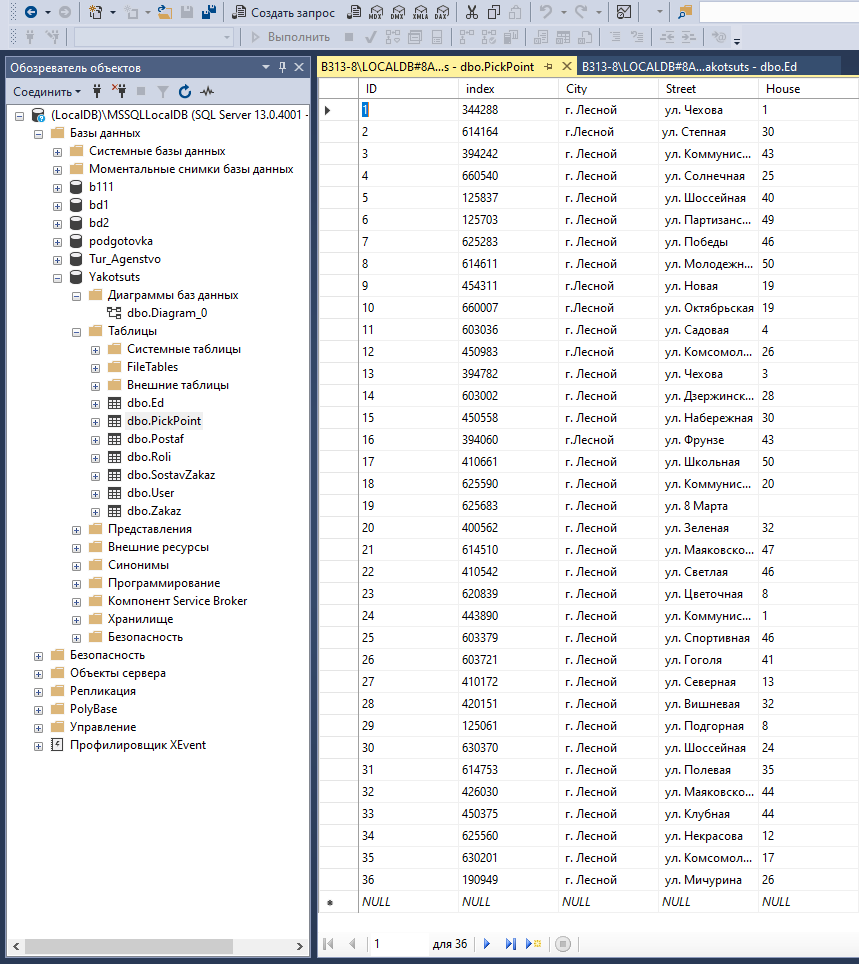 Создать запрос
MDX
DMX
XMLA
DAX
Выполнить
Обозреватель объектов
Соединить
(LocalDB)\MSSQLLocalDB (SQL Server 13.0.4001 -
Базы данных
Системные базы данных
Моментальные снимки базы данных
b111
bd1
bd2
podgotovka
Tur_Agenstvo
Yakotsuts
Диаграммы баз данных
dbo.Diagram_0
Таблицы
Системные таблицы
FileTables
Внешние таблицы
dbo.Ed
dbo.PickPoint
dbo.Postaf
dbo.Roli
dbo.SostavZakaz
dbo.User
dbo.Zakaz
Представления
Внешние ресурсы
Синонимы
Программирование
Компонент Service Broker
Хранилище
Безопасность
Безопасность
Объекты сервера
Репликация
PolyBase
Управление
Профилировщик XEvent
B313-8\LOCALDB#8A...s - dbo.PickPoint B313-8\LOCALDB#8A...akotsuts - dbo.Ed
ID index City Street House
1 344288 г. Лесной ул. Чехова 1
2 614164 г.Лесной ул. Степная 30
3 394242 г. Лесной ул. Коммунис... 43
4 660540 г. Лесной ул. Солнечная 25
5 125837 г. Лесной ул. Шоссейная 40
6 125703 г. Лесной ул. Партизанс... 49
7 625283 г. Лесной ул. Победы 46
8 614611 г. Лесной ул. Молодежн... 50
9 454311 г.Лесной ул. Новая 19
10 660007 г. Лесной ул. Октябрьская 19
11 603036 г. Лесной ул. Садовая 4
12 450983 г.Лесной ул. Комсомол... 26
13 394782 г. Лесной ул. Чехова 3
14 603002 г. Лесной ул. Дзержинск... 28
15 450558 г. Лесной ул. Набережная 30
16 394060 г.Лесной ул. Фрунзе 43
17 410661 г. Лесной ул. Школьная 50
18 625590 г. Лесной ул. Коммунис... 20
19 625683 г. Лесной ул. 8 Марта
20 400562 г. Лесной ул. Зеленая 32
21 614510 г. Лесной ул. Маяковско... 47
22 410542 г. Лесной ул. Светлая 46
23 620839 г. Лесной ул. Цветочная 8
24 443890 г. Лесной ул. Коммунис... 1
25 603379 г. Лесной ул. Спортивная 46
26 603721 г. Лесной ул. Гоголя 41
27 410172 г. Лесной ул. Северная 13
28 420151 г. Лесной ул. Вишневая 32
29 125061 г. Лесной ул. Подгорная 8
30 630370 г. Лесной ул. Шоссейная 24
31 614753 г. Лесной ул. Полевая 35
32 426030 г. Лесной ул. Маяковско... 44
33 450375 г. Лесной ул. Клубная 44
34 625560 г. Лесной ул. Некрасова 12
35 630201 г. Лесной ул. Комсомол... 17
36 190949 г. Лесной ул. Мичурина 26
NULL NULL NULL NULL NULL
1 для 36